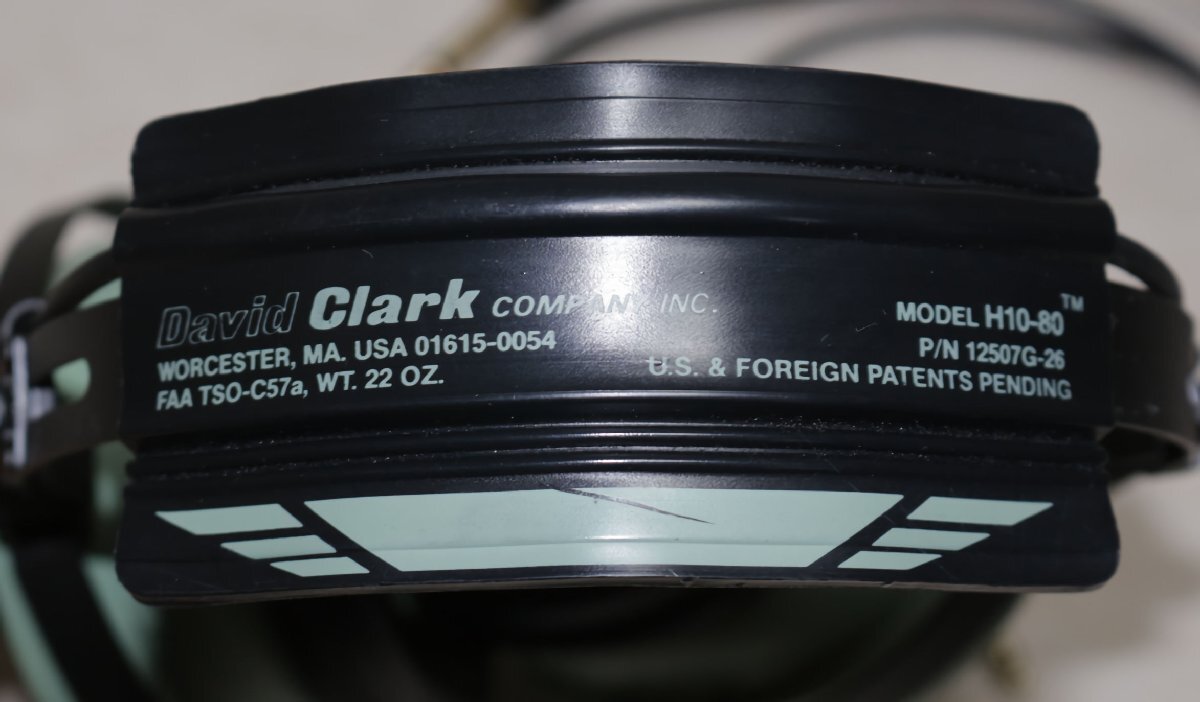 David Clark COMPANY INC.
WORCESTER, MA. USA 01615-0054
FAA TSO-C57a, WT. 22 OZ.
MODEL H10-80™
P/N 12507G-26
U.S. & FOREIGN PATENTS PENDING